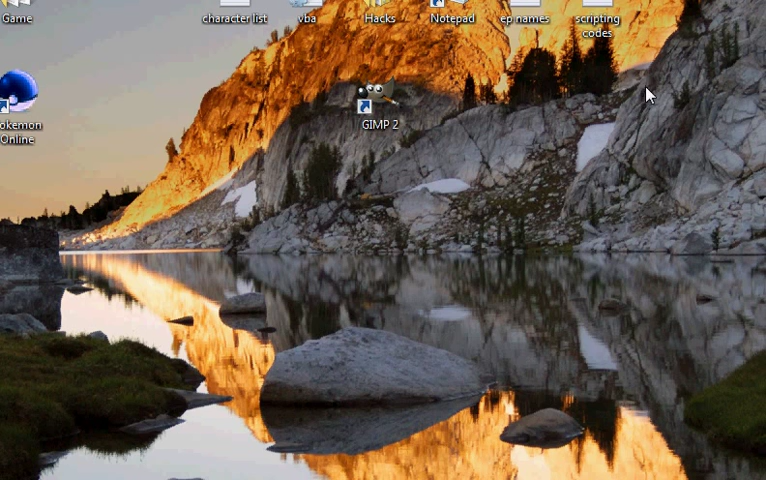 Game
character list
vba
Hacks
Notepad
ep names
scripting
codes
okemon
Online
GIMP 2